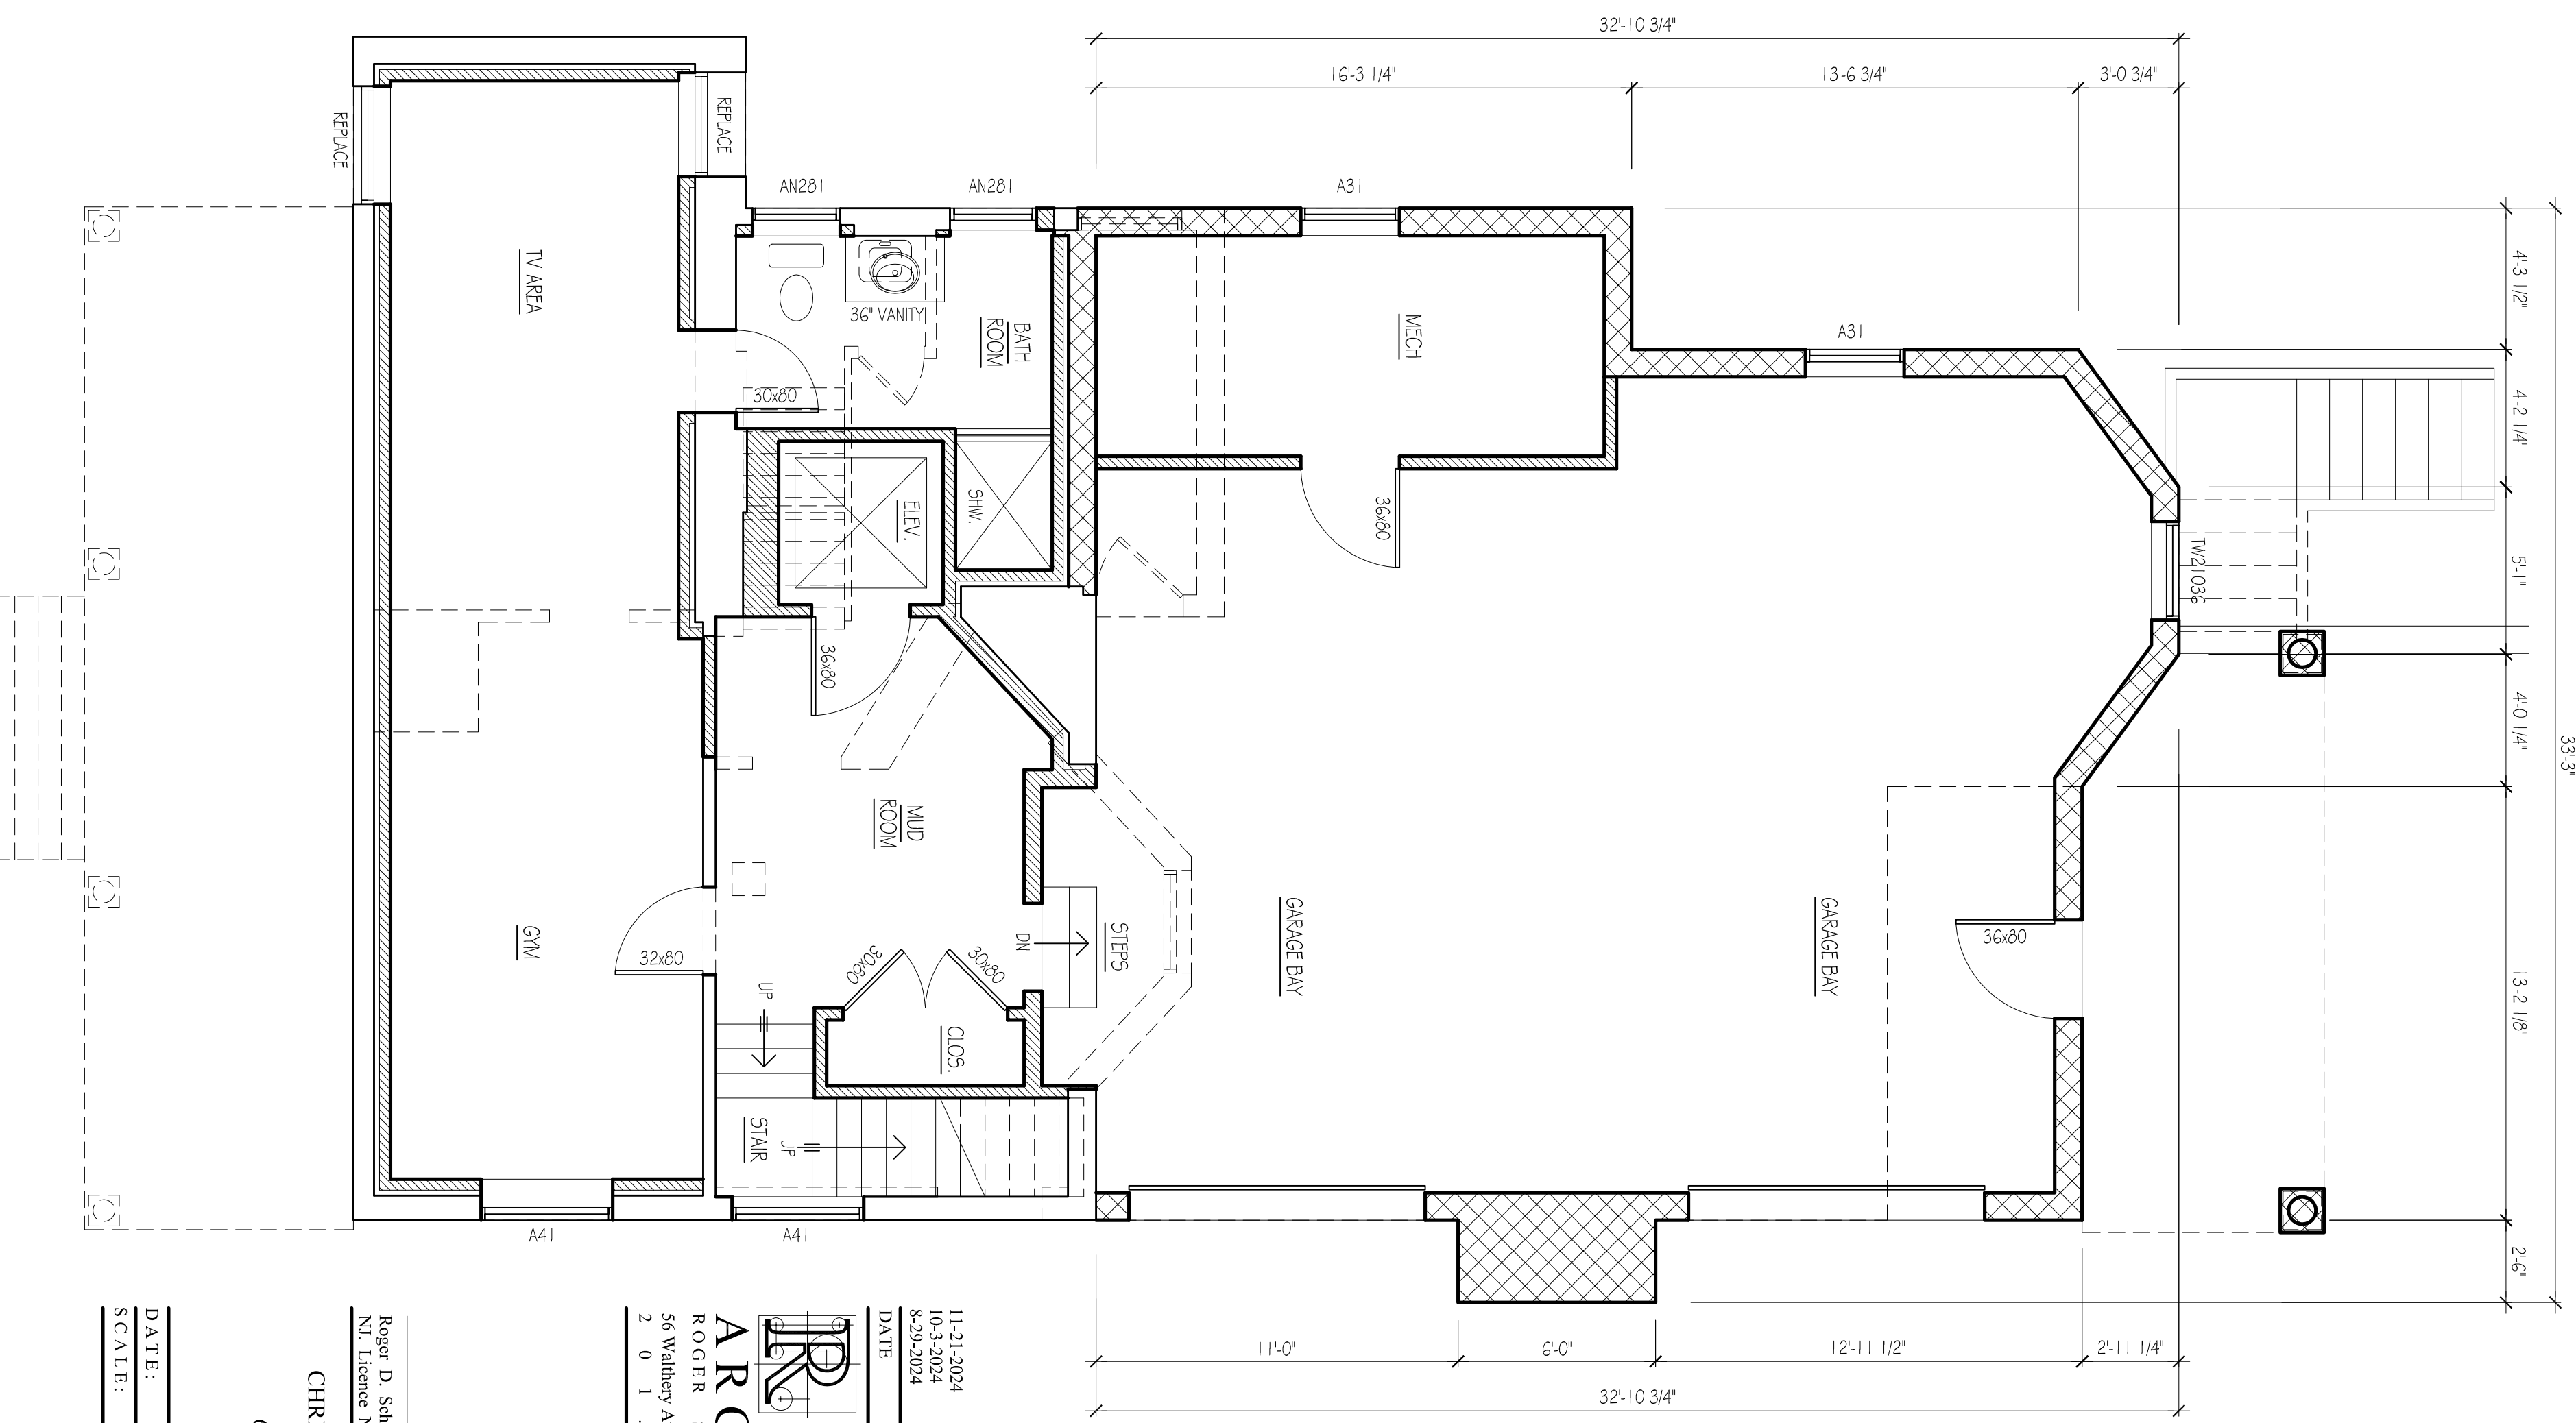 32'-10 3/4"
16'-3 1/4"
13'-6 3/4"
3'-0 3/4"
REPLACE
REPLACE
AN281
AN281
A31
A31
4'-3 1/2"
4'-2 1/4"
5'-1"
4'-0 1/4"
33'-3"
13'-2 1/8"
2'-6"
TV AREA
36" VANITY
BATH
ROOM
MECH
30x80
SHW.
ELEV.
36x80
36x80
TW21036
MUD
ROOM
GYM
32x80
UP
30x80
30x80
DN
STEPS
CLOS.
GARAGE BAY
GARAGE BAY
36x80
STAIR
UP
A41
A41
11'-0"
6'-0"
12'-11 1/2"
2'-11 1/4"
32'-10 3/4"
11-21-2024
10-3-2024
8-29-2024
DATE
R
ROGER
56 Walthery
2 0 1
Roger D.
NJ. Licence
DATE:
SCALE: